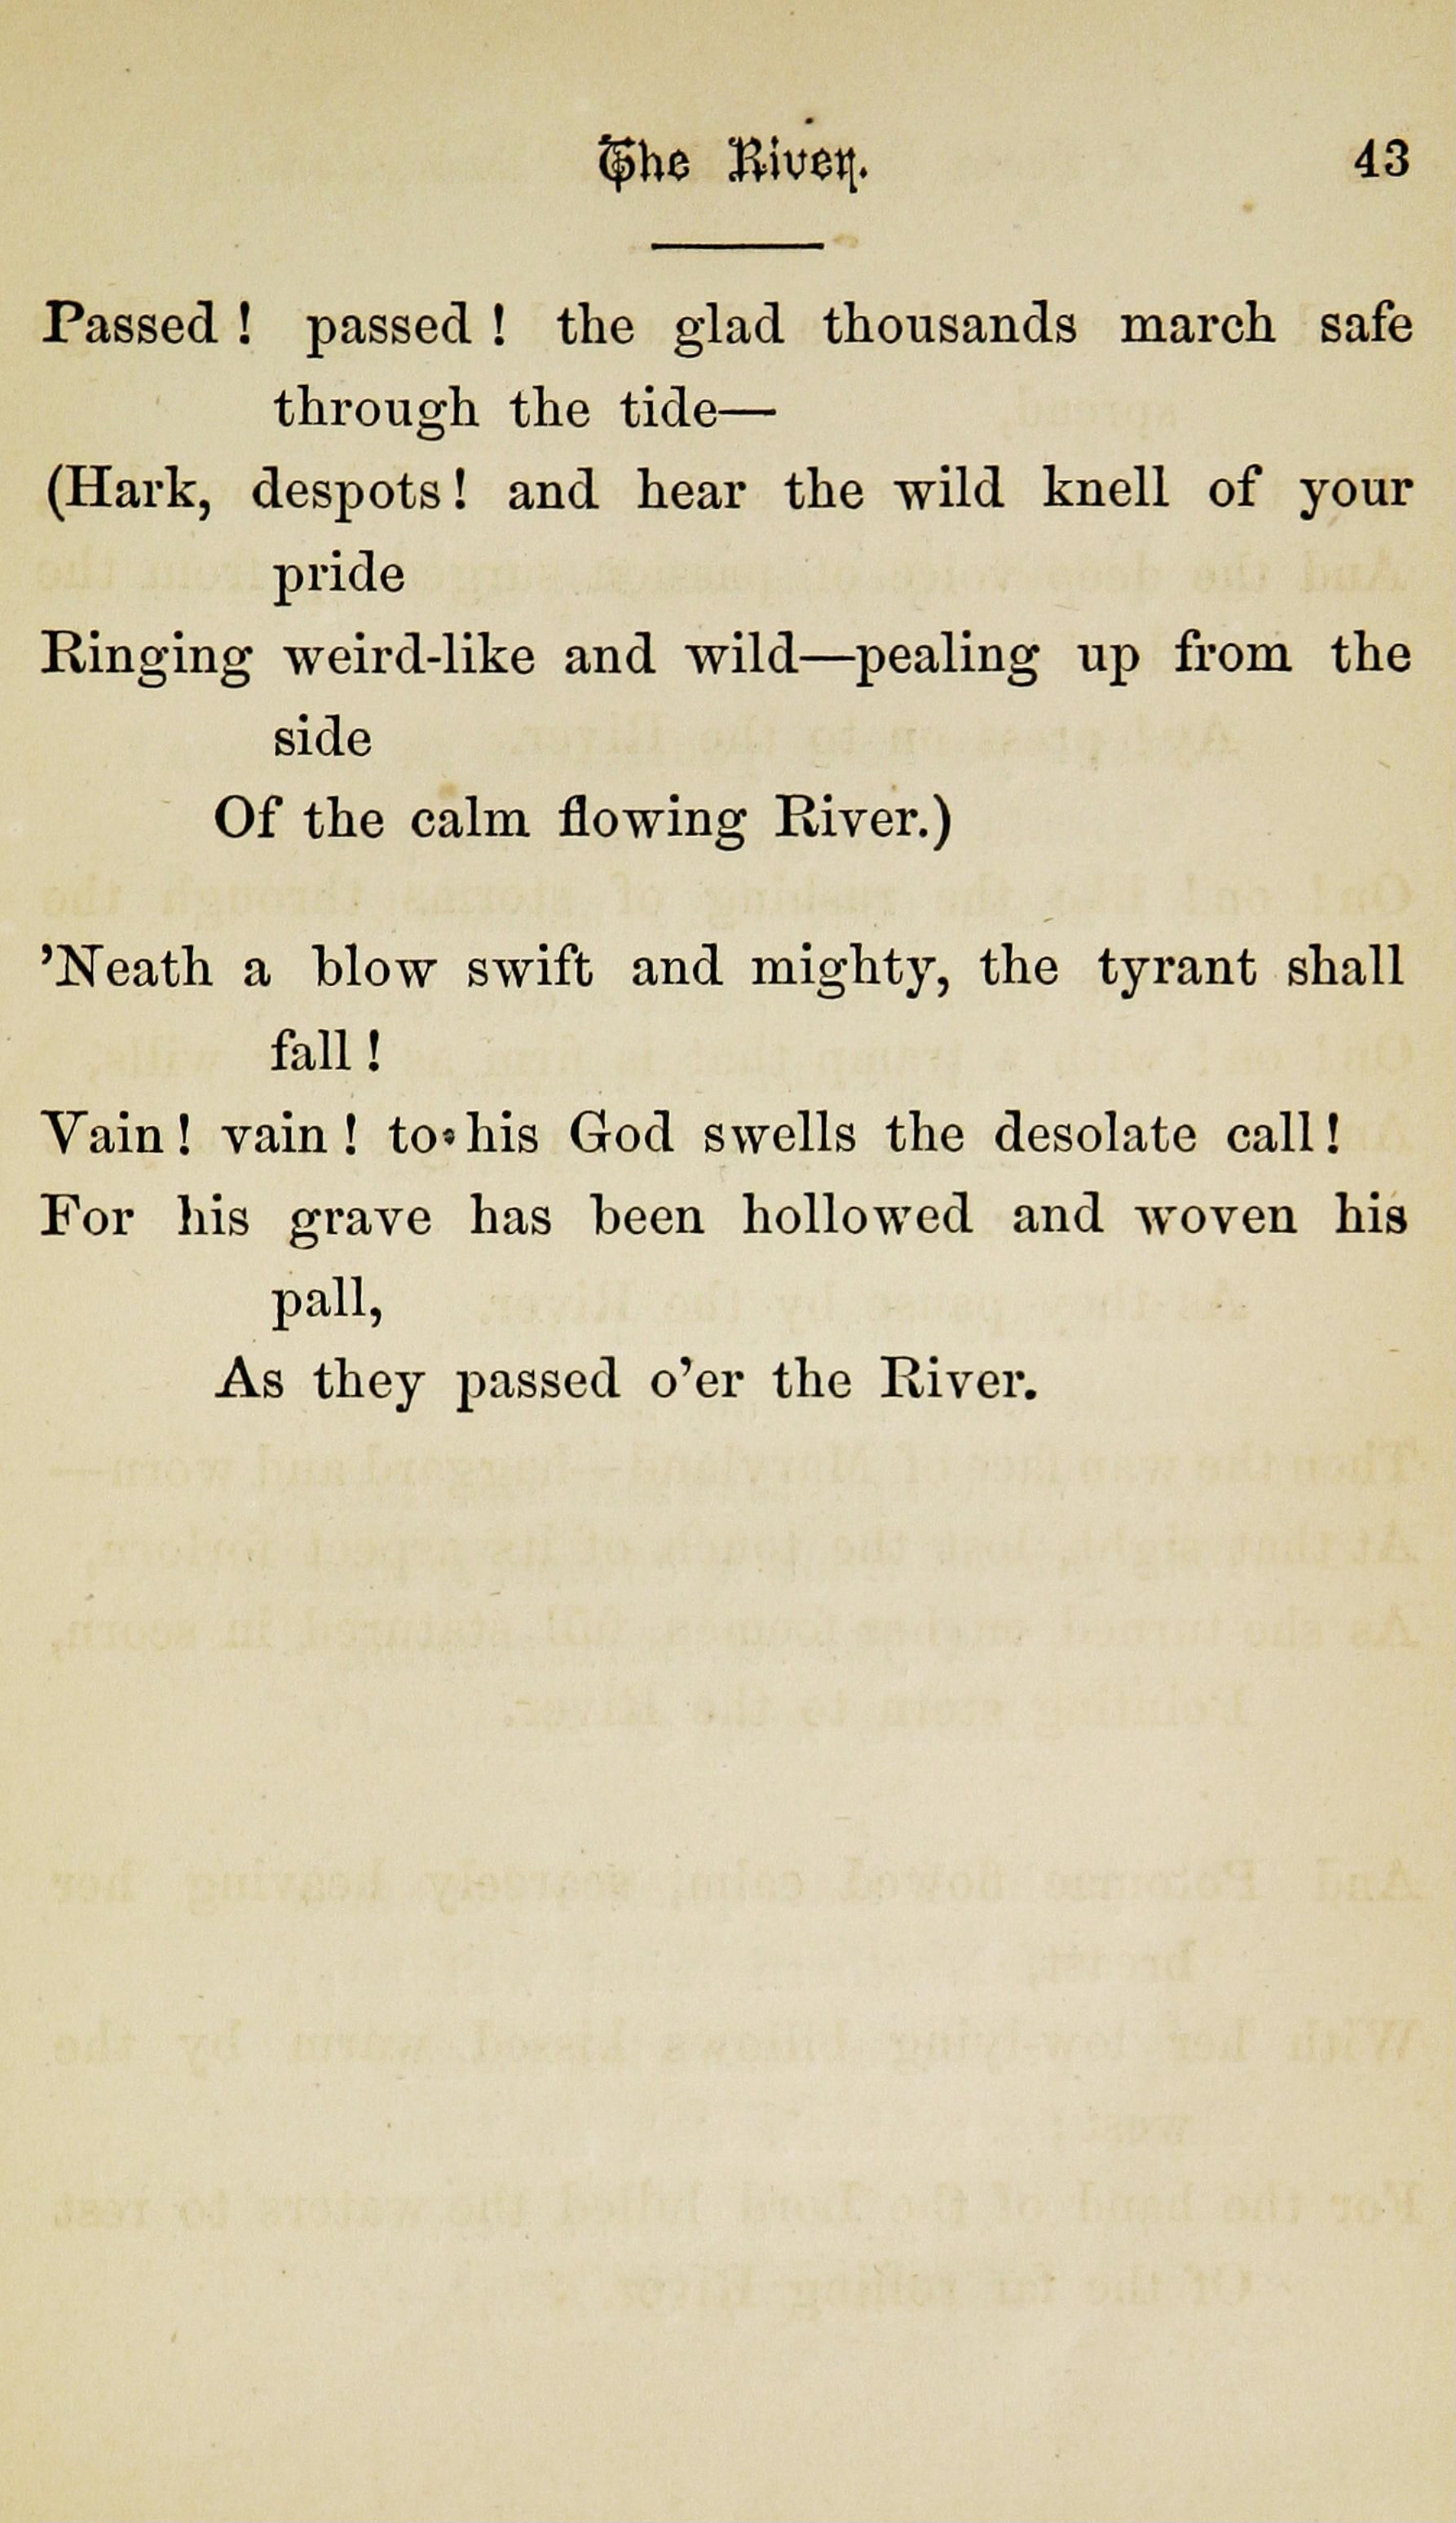 The River. 43
Passed ! passed ! the glad thousands march safe
through the tide—
(Hark, despots ! and hear the wild knell of your
pride
Ringing weird-like and wild—pealing up from the
side
Of the calm flowing River.)
’Neath a blow swift and mighty, the tyrant shall
fall !
Vain ! vain ! to his God swells the desolate call !
For his grave has been hollowed and woven his
pall,
As they passed o’er the River.